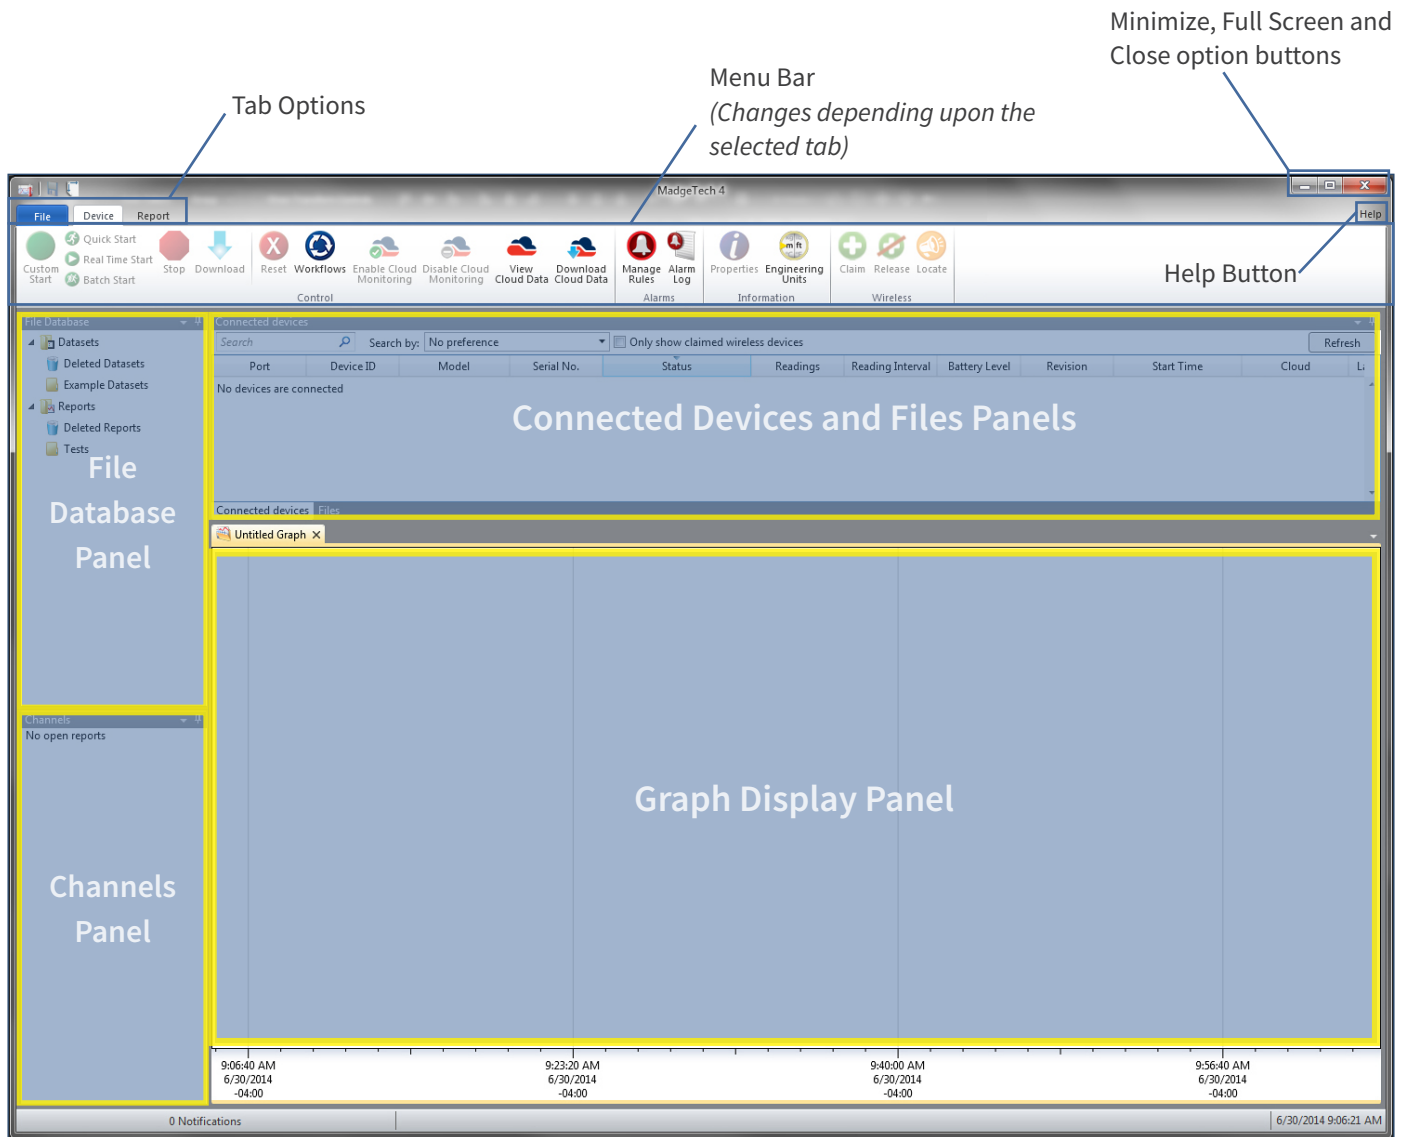 Minimize, Full Screen and
Close option buttons
Menu Bar
(Changes depending upon the
selected tab)
Tab Options
MadgeTech 4
File
Device
Report
Help
Custom
Start
Quick Start
Real Time Start
Batch Start
Stop
Download
Reset
Workflows
Enable Cloud
Monitoring
Disable Cloud
Monitoring
View
Cloud Data
Download
Cloud Data
Control
Manage
Rules
Alarm
Log
Alarms
Properties
Engineering
Units
Information
Claim
Release
Locate
Wireless
Help Button
File Database
Datasets
Deleted Datasets
Example Datasets
Reports
Deleted Reports
Tests
File
Database
Panel
Connected devices
Search
Search by:
No preference
Only show claimed wireless devices
Refresh
Port
Device ID
Model
Serial No.
Status
Readings
Reading Interval
Battery Level
Revision
Start Time
Cloud
No devices are connected
Connected Devices and Files Panels
Connected devices
Files
Untitled Graph
Channels
No open reports
Channels
Panel
Graph Display Panel
9:06:40 AM
6/30/2014
-04:00
9:23:20 AM
6/30/2014
-04:00
9:40:00 AM
6/30/2014
-04:00
9:56:40 AM
6/30/2014
-04:00
0 Notifications
6/30/2014 9:06:21 AM